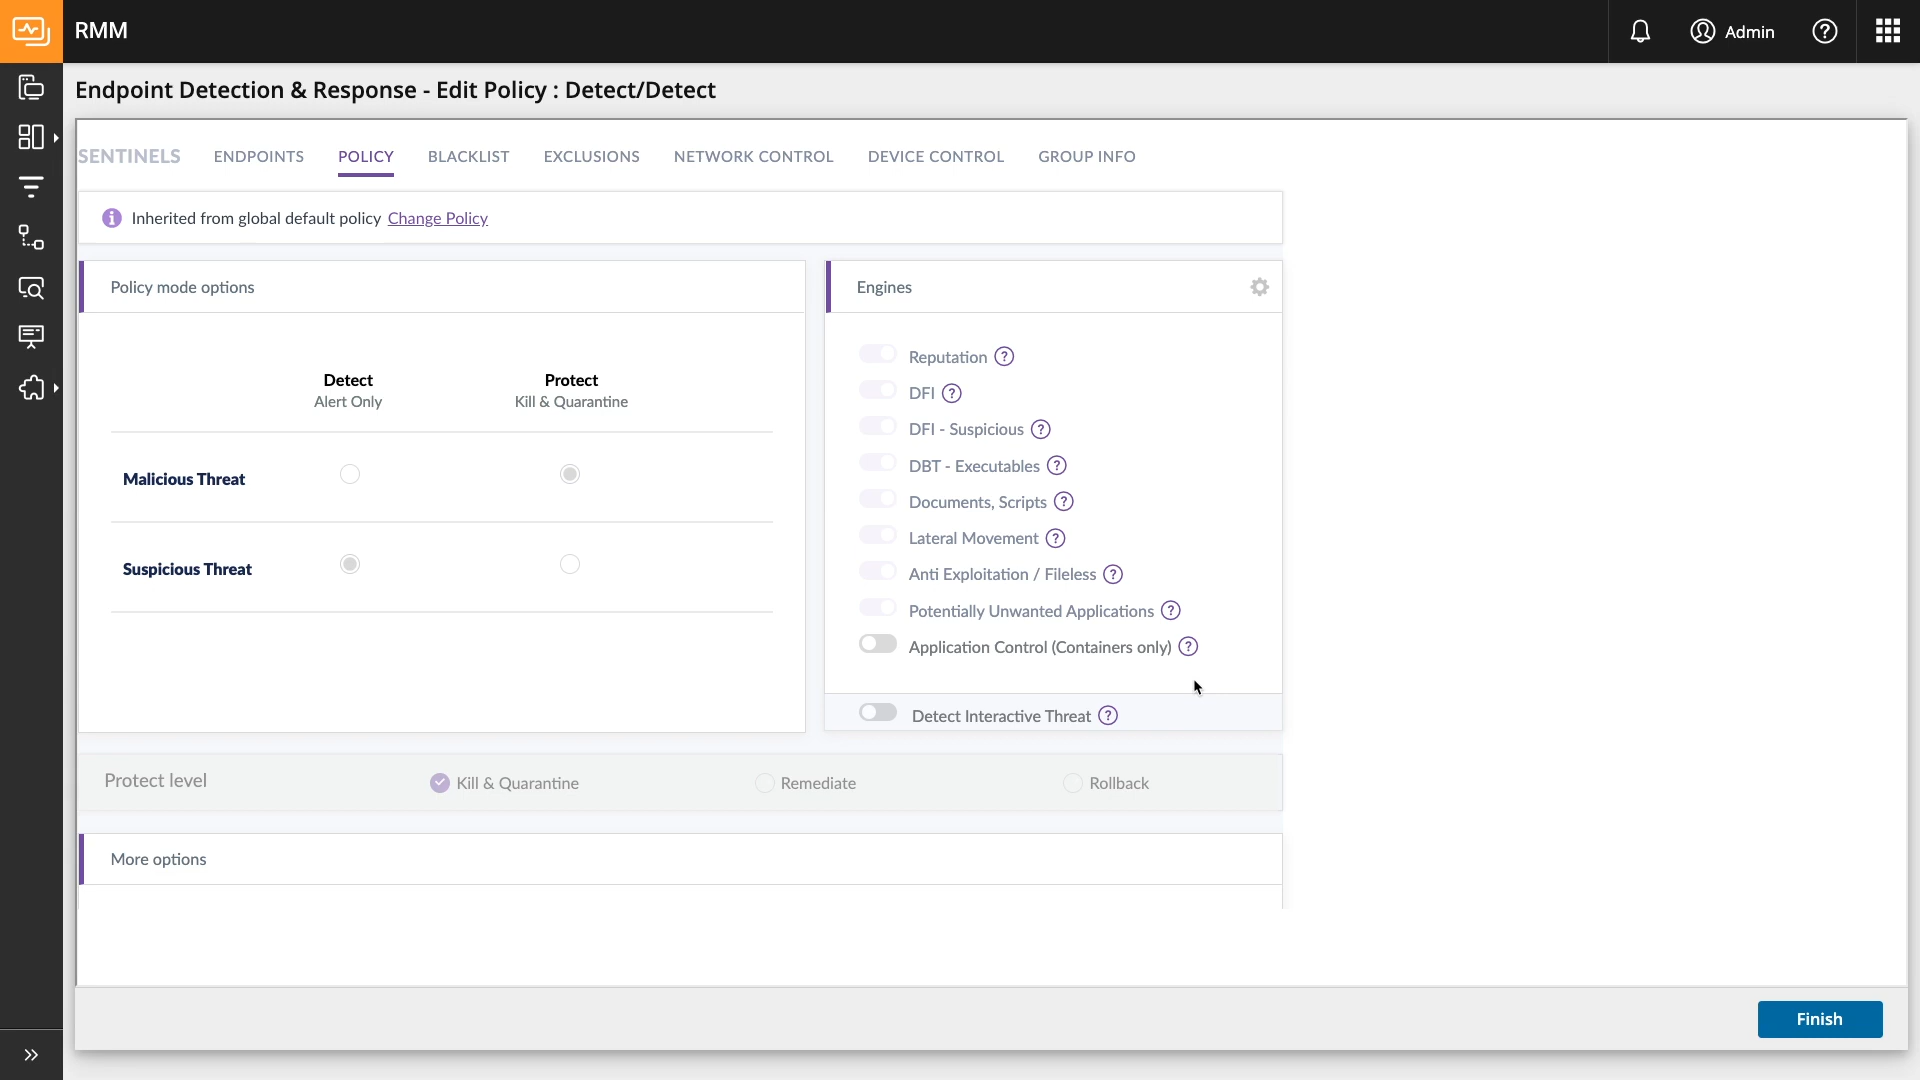 RMM
Admin
Endpoint Detection & Response - Edit Policy : Detect/Detect
SENTINELS ENDPOINTS POLICY BLACKLIST EXCLUSIONS NETWORK CONTROL DEVICE CONTROL GROUP INFO
Inherited from global default policy Change Policy
Policy mode options
Detect
Alert Only
Protect
Kill & Quarantine
Malicious Threat
Suspicious Threat
Engines
Reputation ?
DFI ?
DFI - Suspicious ?
DBT - Executables ?
Documents, Scripts ?
Lateral Movement ?
Anti Exploitation / Fileless ?
Potentially Unwanted Applications ?
Application Control (Containers only) ?
Detect Interactive Threat ?
Protect level Kill & Quarantine Remediate Rollback
More options
Finish